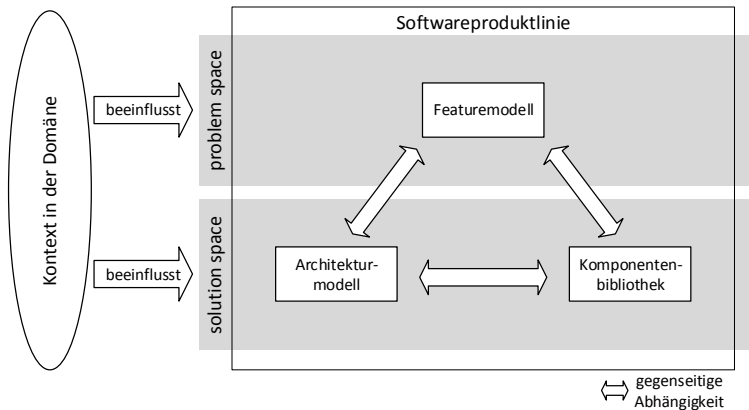 Softwareproduktlinie
Kontext in der Domäne
beeinflusst
problem space
Featuremodell
beeinflusst
solution space
Architektur-
modell
Komponenten-
bibliothek
gegenseitige
Abhängigkeit